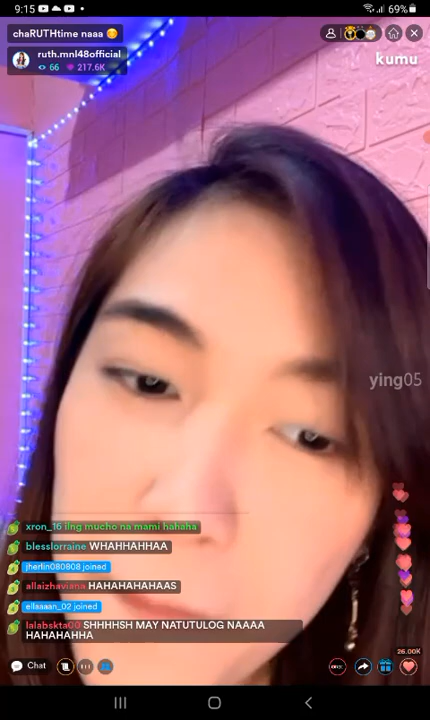 9:15
69%
chaRUTHtime naaa
ruth.mnl48official
66 217.6K
kumu
ying05
xron_16 ilng mucho na mami hahaha
blesslorraine WHAHHAHHAA
jherlin080808 joined
allaizhaviana HAHAHAHAHAAS
ellaaaan_02 joined
lalabskta00 SHHHHSH MAY NATUTULOG NAAAA
HAHAHAHHA
26.00K
Chat